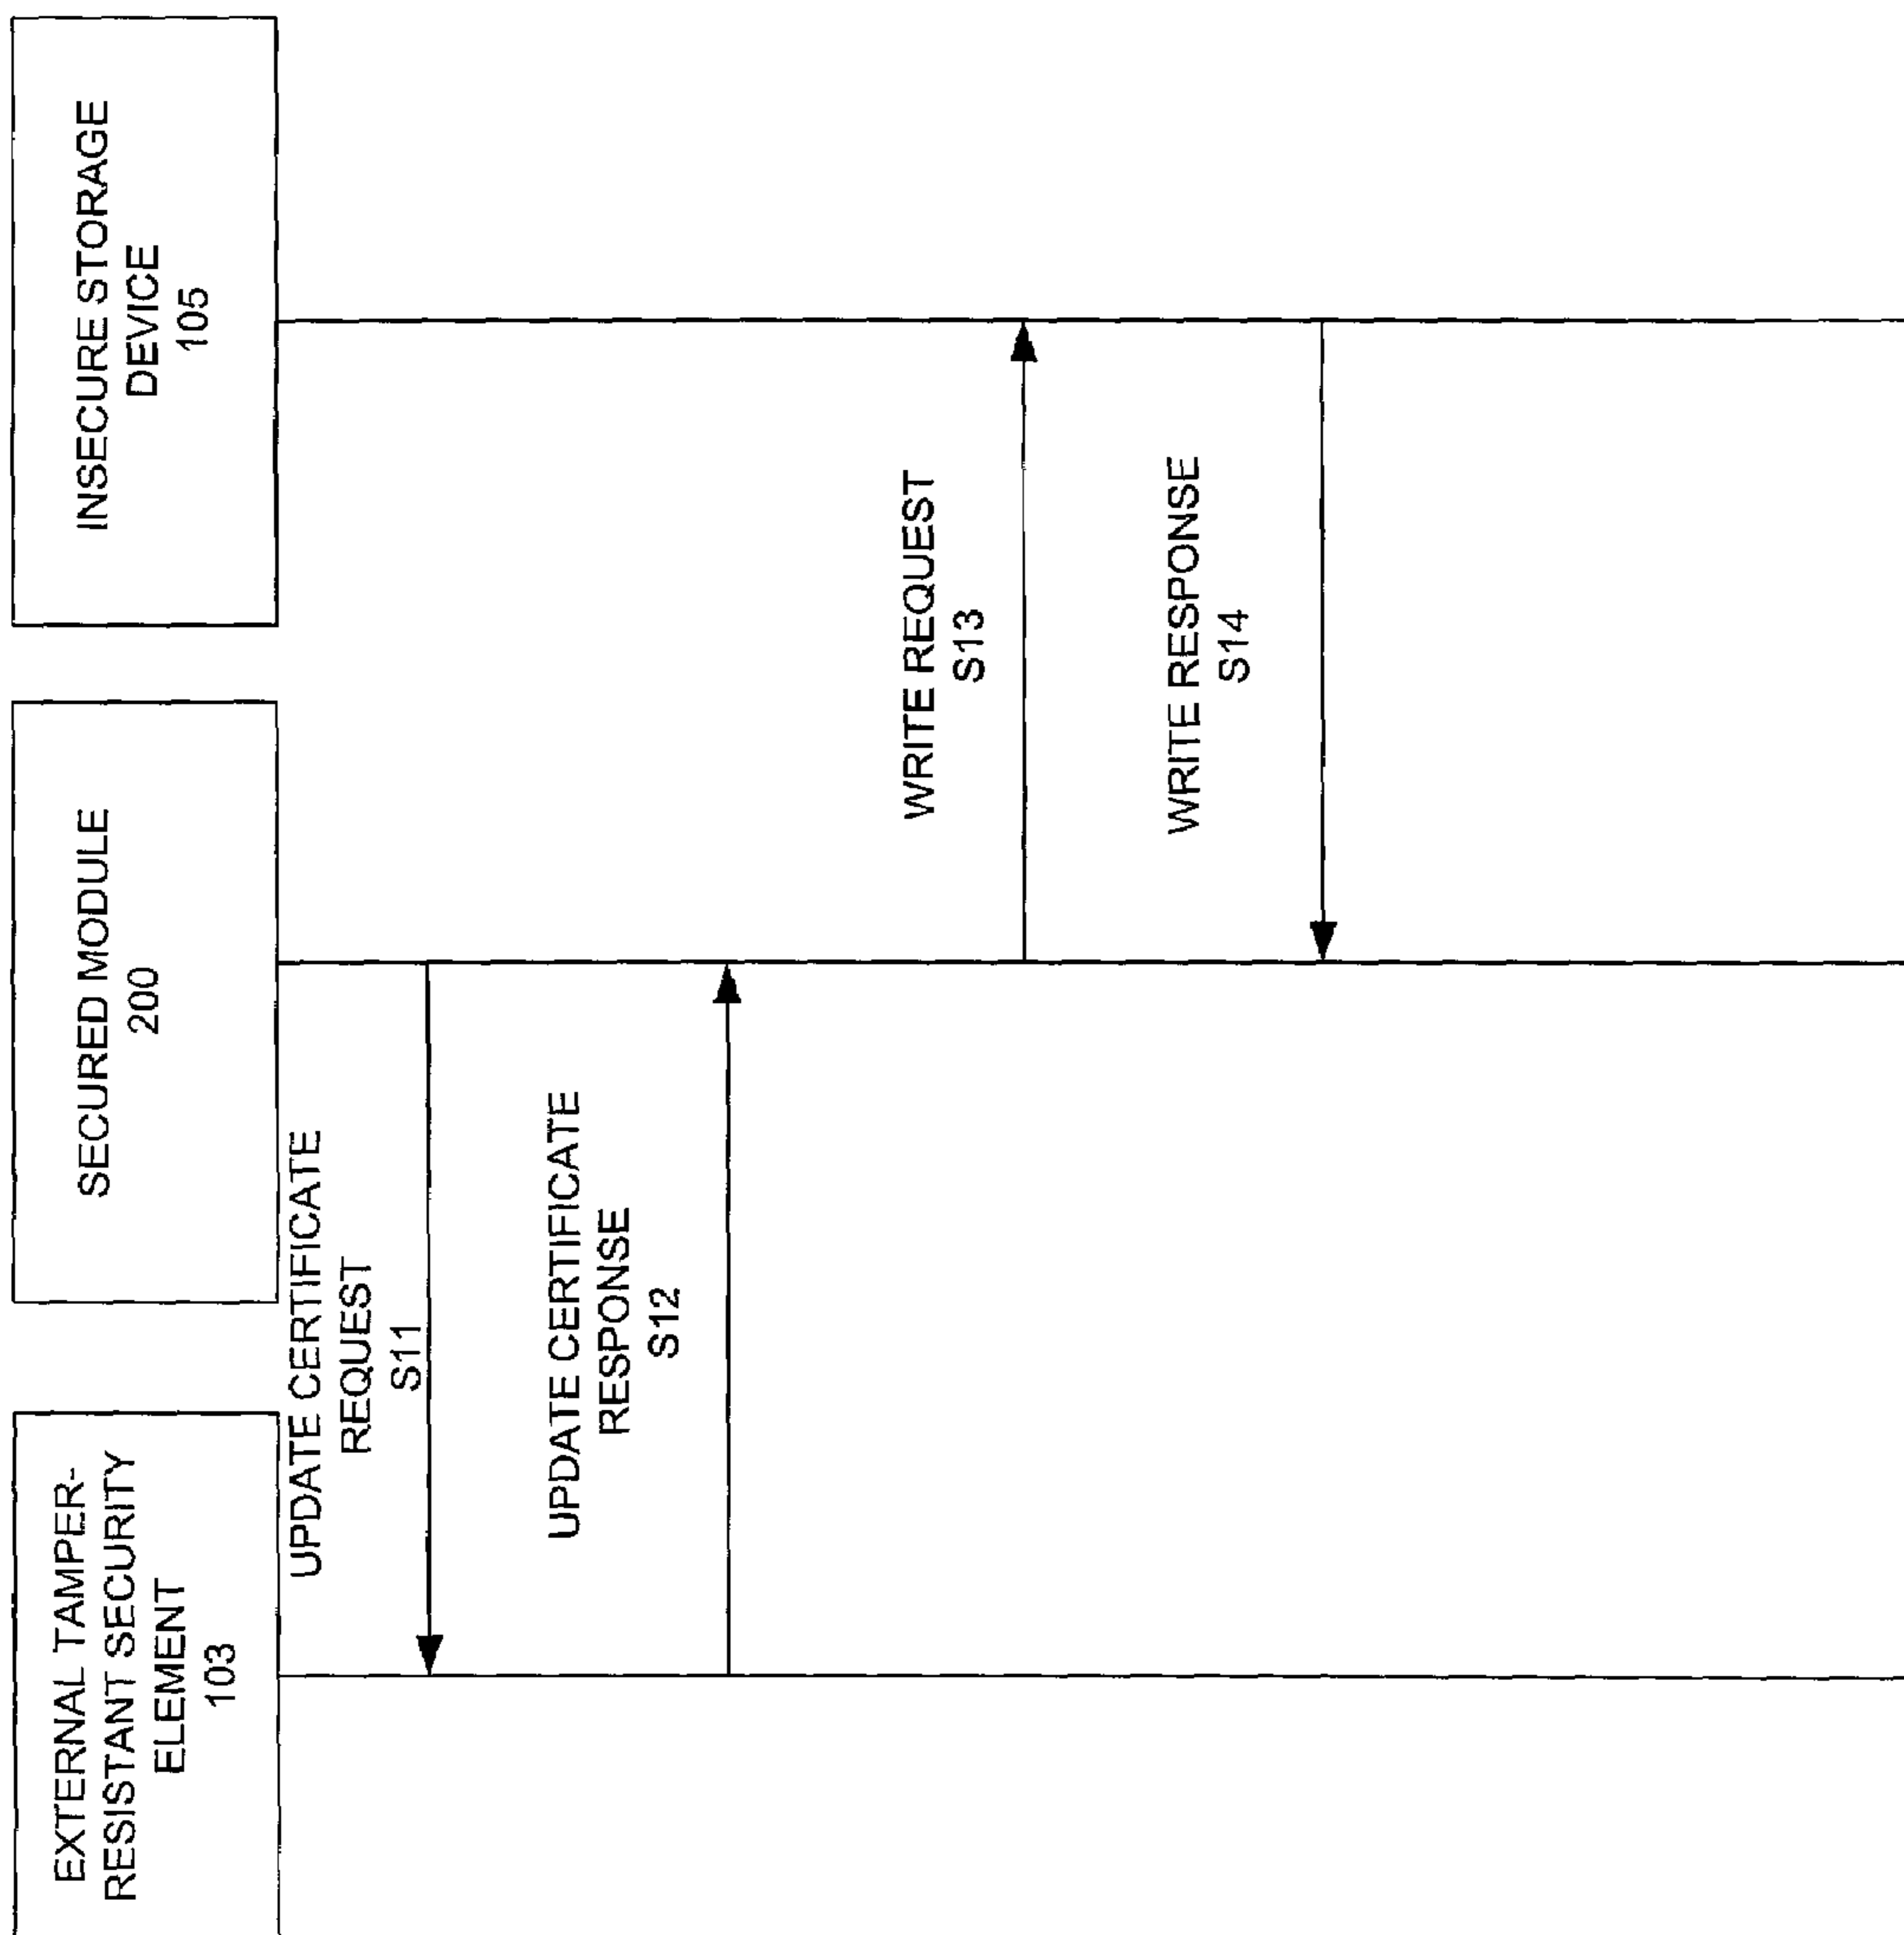 EXTERNAL TAMPER-
RESISTANT SECURITY
ELEMENT
103
SECURED MODULE
200
INSECURE STORAGE
DEVICE
105
UPDATE CERTIFICATE
REQUEST
S11
UPDATE CERTIFICATE
RESPONSE
S12
WRITE REQUEST
S13
WRITE RESPONSE
S14